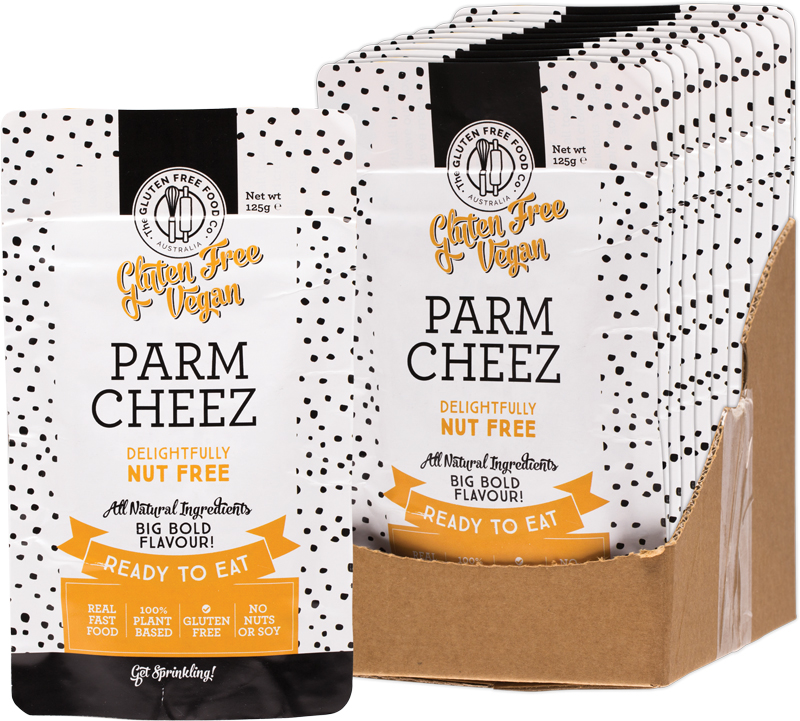 THE GLUTEN FREE FOOD CO.
AUSTRALIA
Net wt
125g e
Gluten Free
Vegan
PARM
CHEEZ
DELIGHTFULLY
NUT FREE
All Natural Ingredients
BIG BOLD
FLAVOUR!
READY TO EAT
REAL
FAST
FOOD
100%
PLANT
BASED
GLUTEN
FREE
NO
NUTS
OR SOY
Get Sprinkling!
THE GLUTEN FREE FOOD CO.
AUSTRALIA
Net wt
125g e
Gluten Free
Vegan
PARM
CHEEZ
DELIGHTFULLY
NUT FREE
All Natural Ingredients
BIG BOLD
FLAVOUR!
READY TO EAT